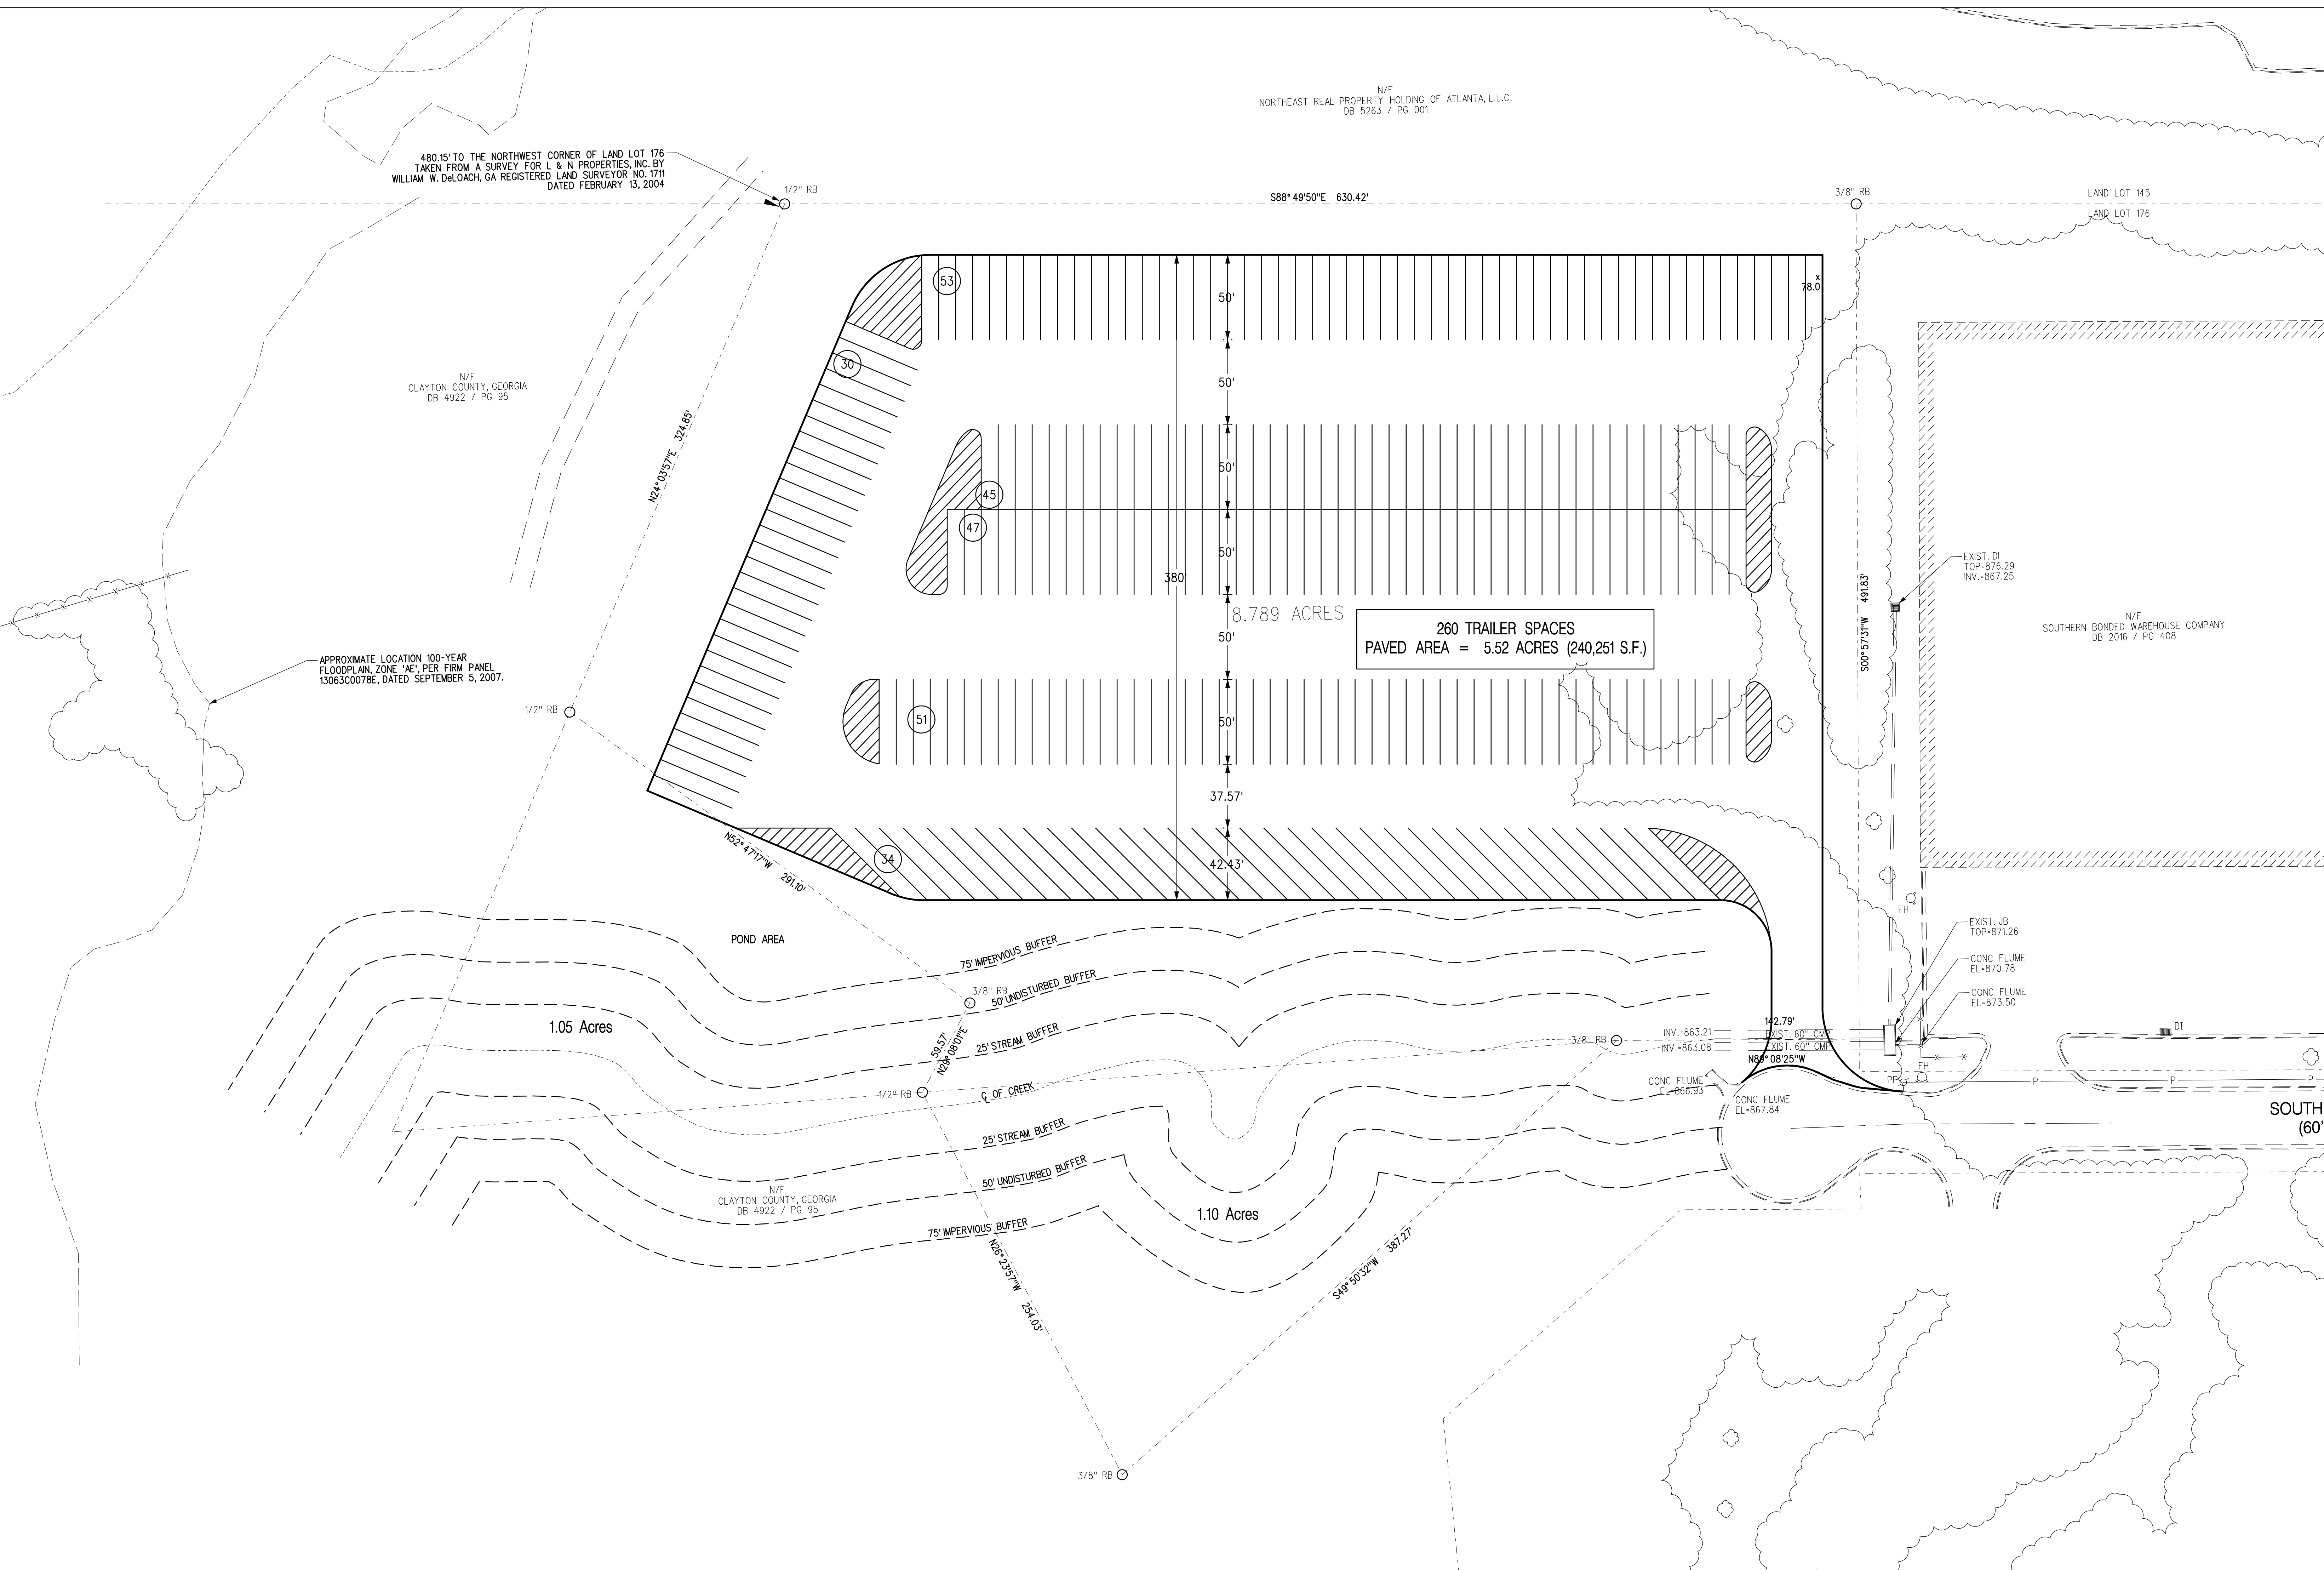 N/F
NORTHEAST REAL PROPERTY HOLDING OF ATLANTA, L.L.C.
DB 5263 / PG 001
480.15' TO THE NORTHWEST CORNER OF LAND LOT 176
TAKEN FROM A SURVEY FOR L & N PROPERTIES, INC. BY
WILLIAM W. DeLOACH, GA REGISTERED LAND SURVEYOR NO. 1711
DATED FEBRUARY 13, 2004
1/2" RB
S88° 49'50"E 630.42'
3/8" RB
LAND LOT 145
LAND LOT 176
53
50'
x
78.0
30
50'
N/F
CLAYTON COUNTY, GEORGIA
DB 4922 / PG 95
N24° 03'57"E 324.85'
50'
45
47
50'
380'
EXIST. DI
TOP=876.29
INV.=867.25
S00° 57'31"W 491.83'
8.789 ACRES
50'
260 TRAILER SPACES
PAVED AREA = 5.52 ACRES (240,251 S.F.)
N/F
SOUTHERN BONDED WAREHOUSE COMPANY
DB 2016 / PG 408
APPROXIMATE LOCATION 100-YEAR
FLOODPLAIN, ZONE 'AE', PER FIRM PANEL
13063C0078E, DATED SEPTEMBER 5, 2007.
1/2" RB
51
50'
37.57'
34
42.43'
N52° 47'17"W 291.10'
POND AREA
75' IMPERVIOUS BUFFER
FH
EXIST. JB
TOP=871.26
CONC FLUME
EL=870.78
CONC FLUME
EL=873.50
3/8" RB
50' UNDISTURBED BUFFER
1.05 Acres
59.57'
N29° 08'01"E
25' STREAM BUFFER
3/8" RB
142.79'
INV.=863.21
EXIST. 60" CMP
INV.=863.08
EXIST. 60" CMP
N89° 08'25"W
DI
FH
PP
P
P
P
CONC FLUME
EL=866.93
CONC FLUME
EL=867.84
1/2" RB
℄ OF CREEK
SOUTH
(60'
25' STREAM BUFFER
50' UNDISTURBED BUFFER
N/F
CLAYTON COUNTY, GEORGIA
DB 4922 / PG 95
1.10 Acres
75' IMPERVIOUS BUFFER
N26° 23'57"W 254.03'
S49° 50'32"W 387.27'
3/8" RB